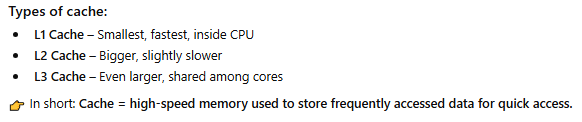 Types of cache:
• L1 Cache – Smallest, fastest, inside CPU
• L2 Cache – Bigger, slightly slower
• L3 Cache – Even larger, shared among cores
👉 In short: Cache = high-speed memory used to store frequently accessed data for quick access.